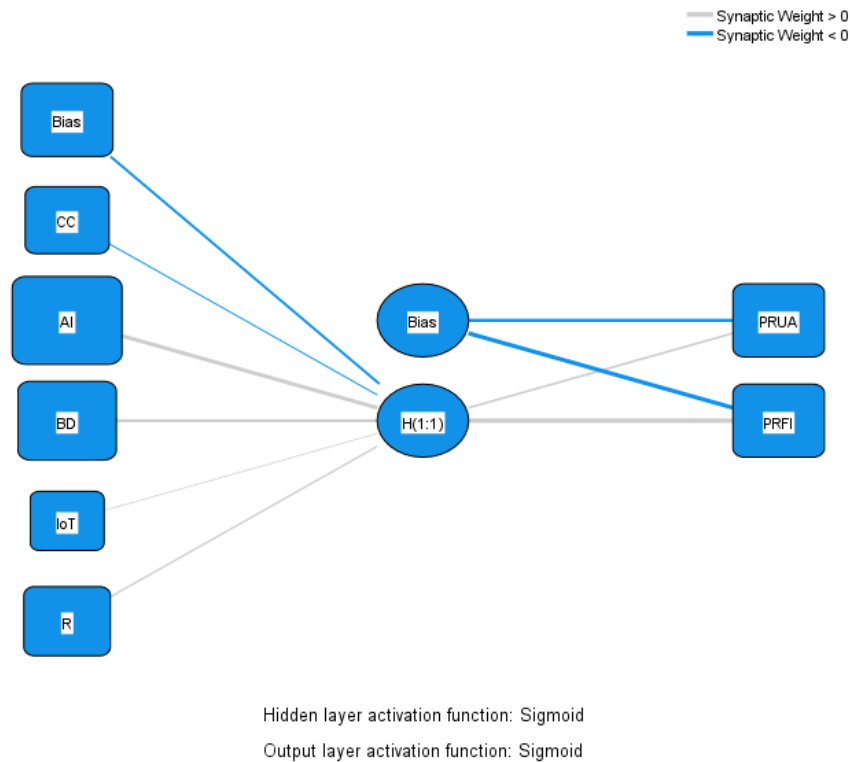 Synaptic Weight > 0
Synaptic Weight < 0
Bias
CC
AI
BD
IoT
R
Bias
H(1:1)
PRUA
PRFI
Hidden layer activation function: Sigmoid
Output layer activation function: Sigmoid